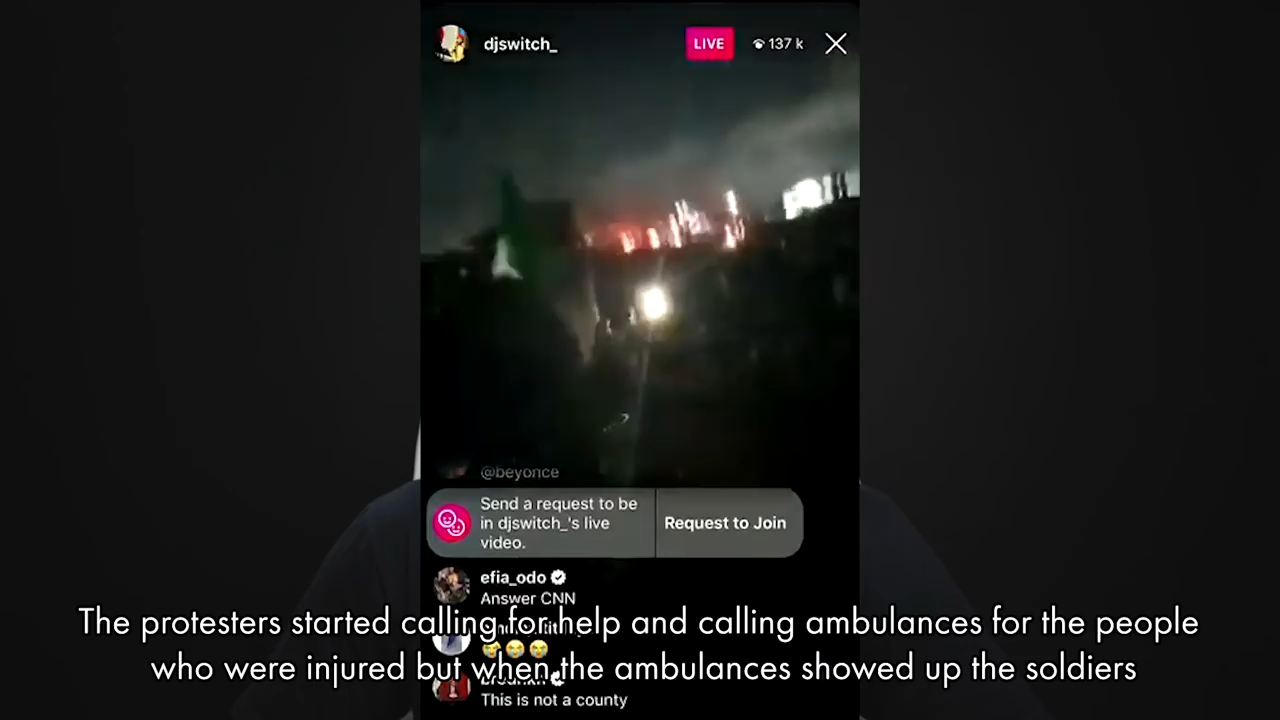 djswitch_
LIVE
137 k
@beyonce
Send a request to be
in djswitch_'s live
video.
Request to Join
efia_odo
Answer CNN
The protesters started calling for help and calling ambulances for the people
who were injured but when the ambulances showed up the soldiers
This is not a county